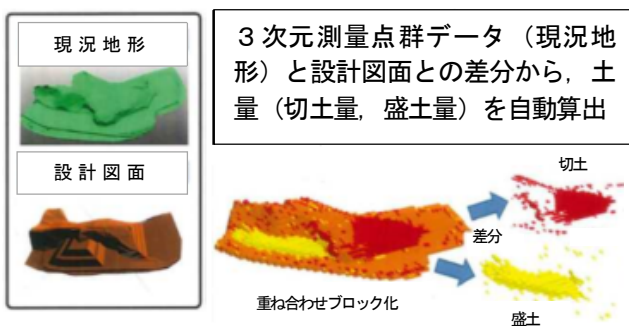 現況地形
設計図面
３次元測量点群データ（現況地
形）と設計図面との差分から，土
量（切土量，盛土量）を自動算出
切土
差分
重ね合わせブロック化
盛土